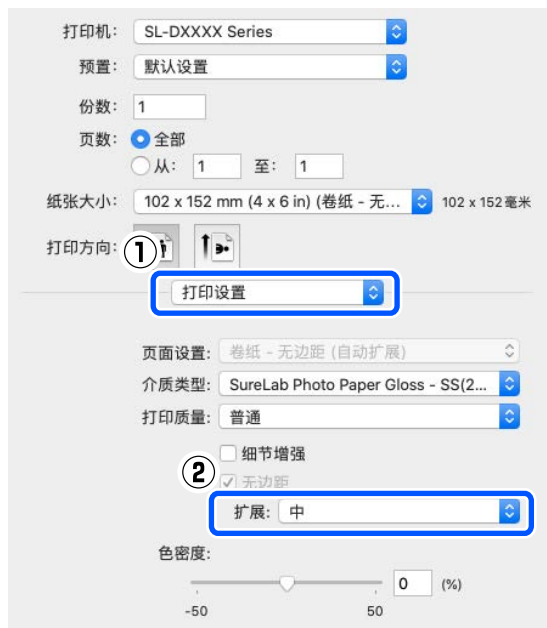 打印机: SL-DXXXX Series
预置: 默认设置
份数: 1
页数: 全部
从: 1 至: 1
纸张大小: 102 x 152 mm (4 x 6 in) (卷纸 - 无... 102 x 152 毫米
打印方向:
①
打印设置
页面设置: 卷纸 - 无边距 (自动扩展)
介质类型: SureLab Photo Paper Gloss - SS(2...
打印质量: 普通
细节增强
②
无边距
扩展: 中
色密度:
0 (%)
-50 50